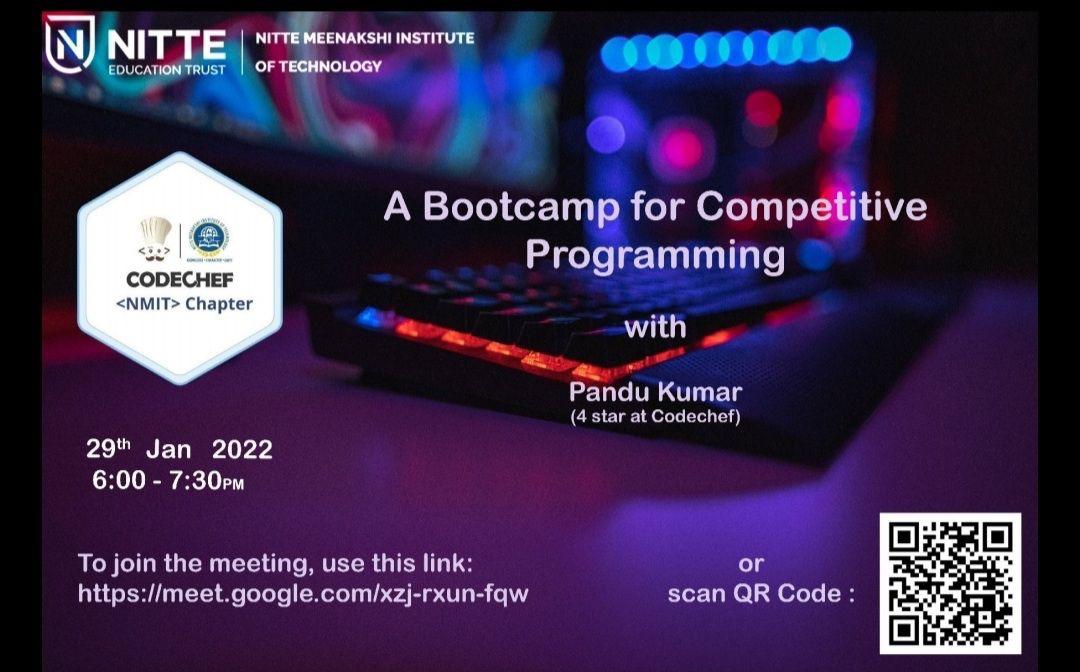 NITTE
EDUCATION TRUST
NITTE MEENAKSHI INSTITUTE
OF TECHNOLOGY
A Bootcamp for Competitive
Programming
CODECHEF
<NMIT> Chapter
with
Pandu Kumar
(4 star at Codechef)
29th Jan 2022
6:00 - 7:30PM
To join the meeting, use this link:
https://meet.google.com/xzj-rxun-fqw
or
scan QR Code :